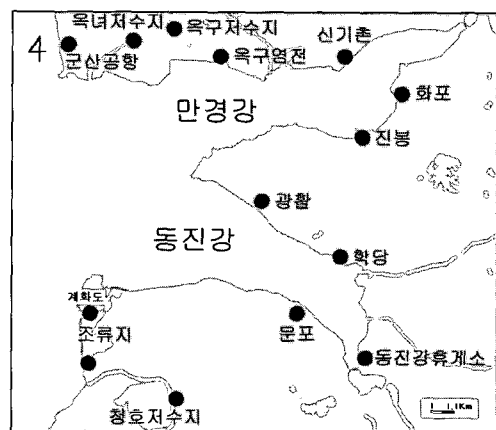 4
옥녀저수지
옥구저수지
군산공항
옥구염전
신기촌
만경강
화포
진봉
광활
동진강
학당
계화도
조류지
문포
동진강휴게소
청호저수지
1.1Km